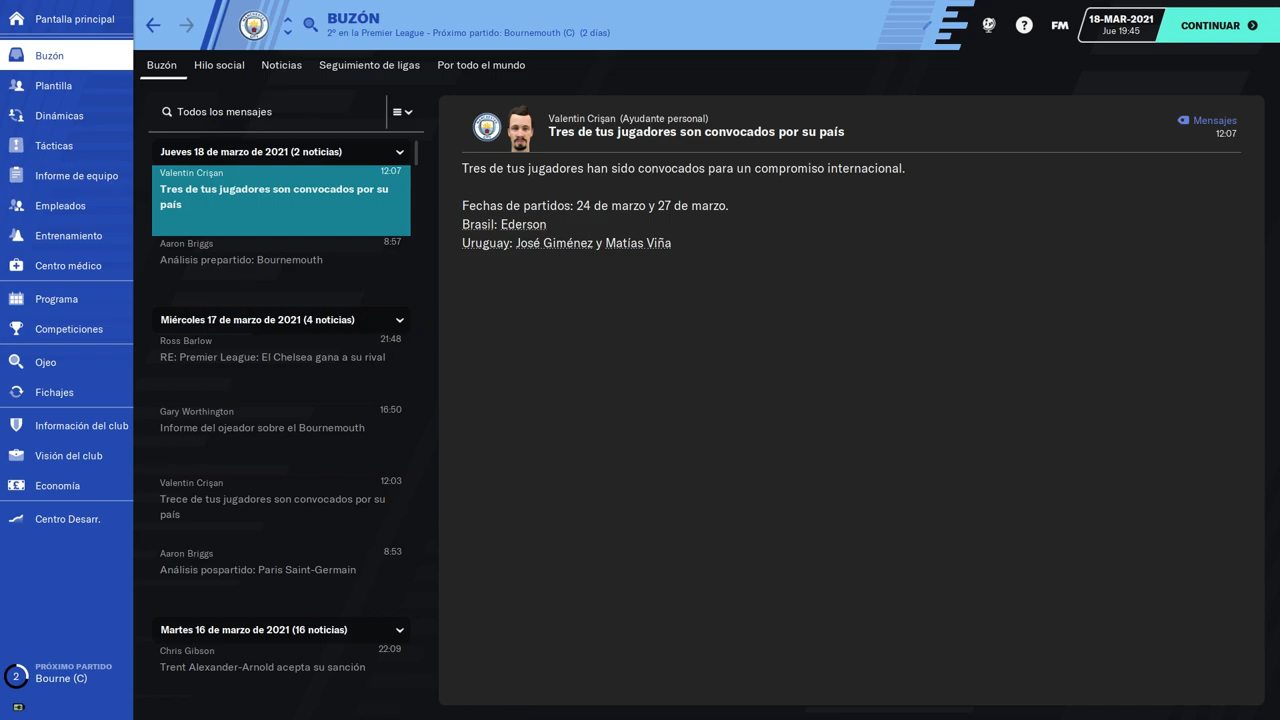 Pantalla principal
Buzón
Plantilla
Dinámicas
Tácticas
Informe de equipo
Empleados
Entrenamiento
Centro médico
Programa
Competiciones
Ojeo
Fichajes
Información del club
Visión del club
Economía
Centro Desarr.
PRÓXIMO PARTIDO
2
Bourne (C)
BUZÓN
2º en la Premier League - Próximo partido: Bournemouth (C) (2 días)
?
FM
18-MAR-2021
Jue 19:45
CONTINUAR
Buzón
Hilo social
Noticias
Seguimiento de ligas
Por todo el mundo
Todos los mensajes
Jueves 18 de marzo de 2021 (2 noticias)
Valentin Crişan 12:07
Tres de tus jugadores son convocados por su
país
Aaron Briggs 8:57
Análisis prepartido: Bournemouth
Miércoles 17 de marzo de 2021 (4 noticias)
Ross Barlow 21:48
RE: Premier League: El Chelsea gana a su rival
Gary Worthington 16:50
Informe del ojeador sobre el Bournemouth
Valentin Crişan 12:03
Trece de tus jugadores son convocados por su
país
Aaron Briggs 8:53
Análisis pospartido: Paris Saint-Germain
Martes 16 de marzo de 2021 (16 noticias)
Chris Gibson 22:09
Trent Alexander-Arnold acepta su sanción
Valentin Crişan (Ayudante personal)
Tres de tus jugadores son convocados por su país
Mensajes
12:07
Tres de tus jugadores han sido convocados para un compromiso internacional.
Fechas de partidos: 24 de marzo y 27 de marzo.
Brasil: Ederson
Uruguay: José Giménez y Matías Viña